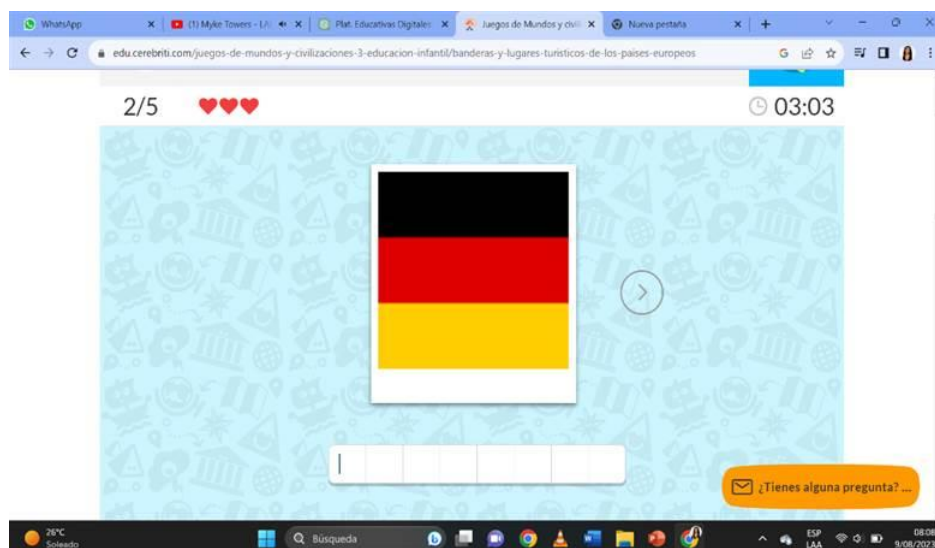 WhatsApp
(1) Myke Towers - LA
Plat. Educativas Digitales
Juegos de Mundos y civili
Nueva pestaña
edu.cerebriti.com/juegos-de-mundos-y-civilizaciones-3-educacion-infantil/banderas-y-lugares-turisticos-de-los-paises-europeos
2/5
03:03
¿Tienes alguna pregunta? ...
26°C
Soleado
Búsqueda
ESP
LAA
08:08
9/08/2023